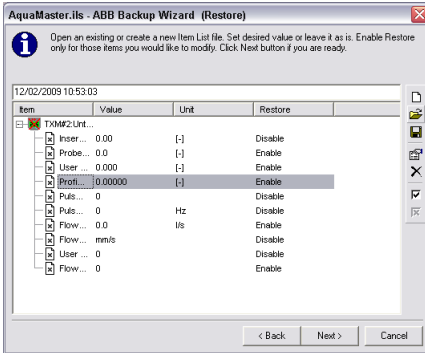 AquaMaster.ils - ABB Backup Wizard (Restore)
Open an existing or create a new Item List file. Set desired value or leave it as is. Enable Restore
only for those items you would like to modify. Click Next button if you are ready.
12/02/2009 10:53:03
Item Value Unit Restore
TXM#2:Unt...
Inser... 0.00 [-] Disable
Probe... 0.0 [-] Enable
User ... 0.000 [-] Enable
Profi... 0.00000 [-] Enable
Puls... 0 Disable
Puls... 0 Hz Enable
Flow... 0.0 l/s Enable
Flow... mm/s Disable
User ... 0 Disable
Flow... 0 Enable
< Back Next > Cancel